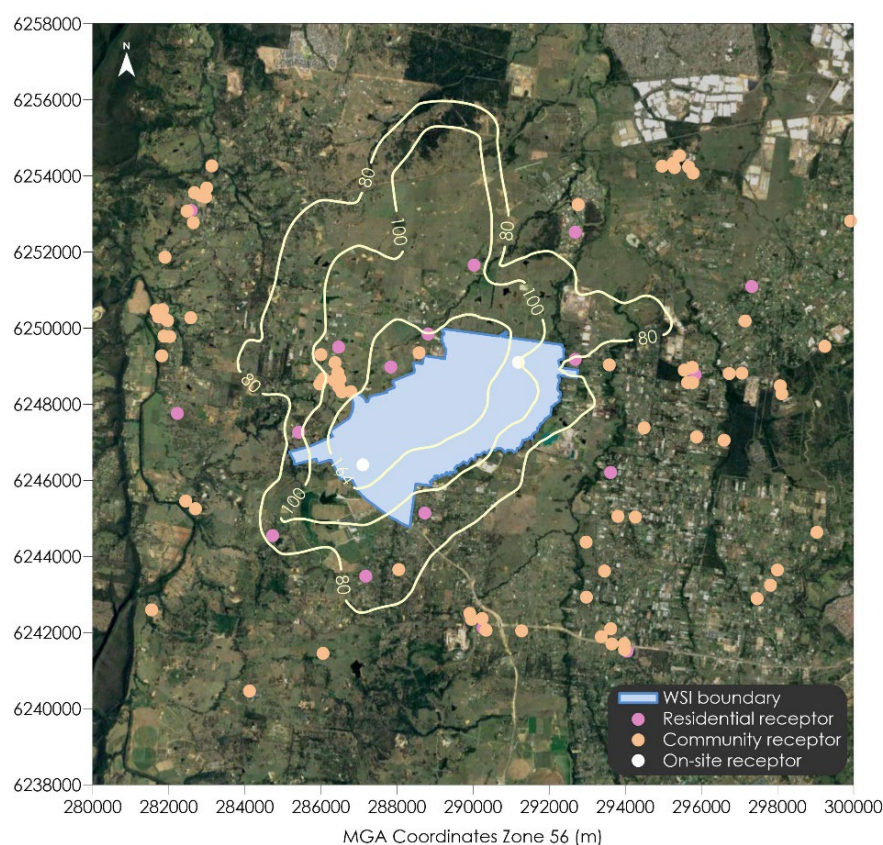 6258000
N
6256000
6254000
6252000
6250000
6248000
6246000
6244000
6242000
6240000
6238000
80
100
80
100
80
80
164
100
80
WSI boundary
Residential receptor
Community receptor
On-site receptor
280000 282000 284000 286000 288000 290000 292000 294000 296000 298000 300000
MGA Coordinates Zone 56 (m)